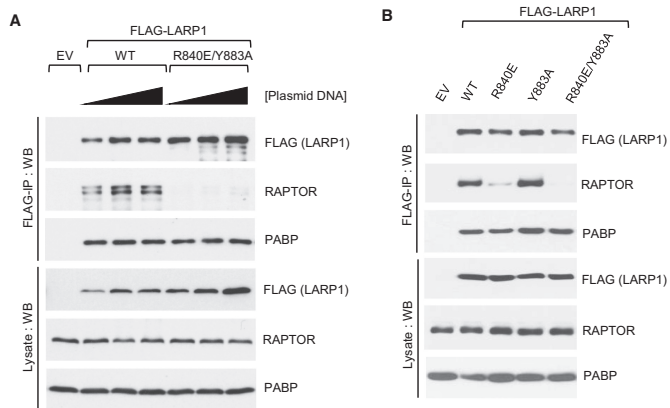 A
FLAG-LARP1
EV
WT
R840E/Y883A
[Plasmid DNA]
FLAG-IP : WB
FLAG (LARP1)
RAPTOR
PABP
Lysate : WB
FLAG (LARP1)
RAPTOR
PABP
B
FLAG-LARP1
EV
WT
R840E
Y883A
R840E/Y883A
FLAG-IP : WB
FLAG (LARP1)
RAPTOR
PABP
Lysate : WB
FLAG (LARP1)
RAPTOR
PABP